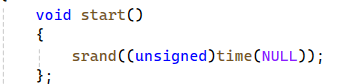 void start()
{
srand((unsigned)time(NULL));
};